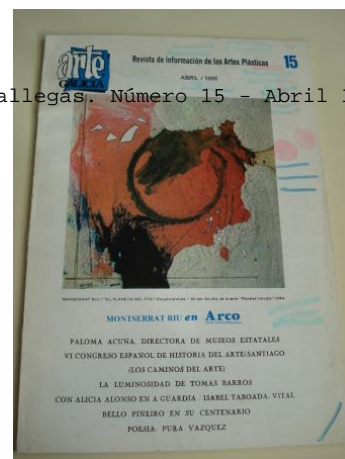 arte
GALICIA
Revista de Información de las Artes Plásticas
15
ABRIL / 1986
allegas. Número 15 - Abril 1
MONTSERRAT RIU en Arco
PALOMA ACUÑA, DIRECTORA DE MUSEOS ESTATALES
VI CONGRESO ESPAÑOL DE HISTORIA DEL ARTE/SANTIAGO
(LOS CAMINOS DEL ARTE)
LA LUMINOSIDAD DE TOMAS BARROS
CON ALICIA ALONSO EN A GUARDIA . ISABEL TABOADA. VITAL
BELLO PIÑEIRO EN SU CENTENARIO
POESIA: PURA VAZQUEZ